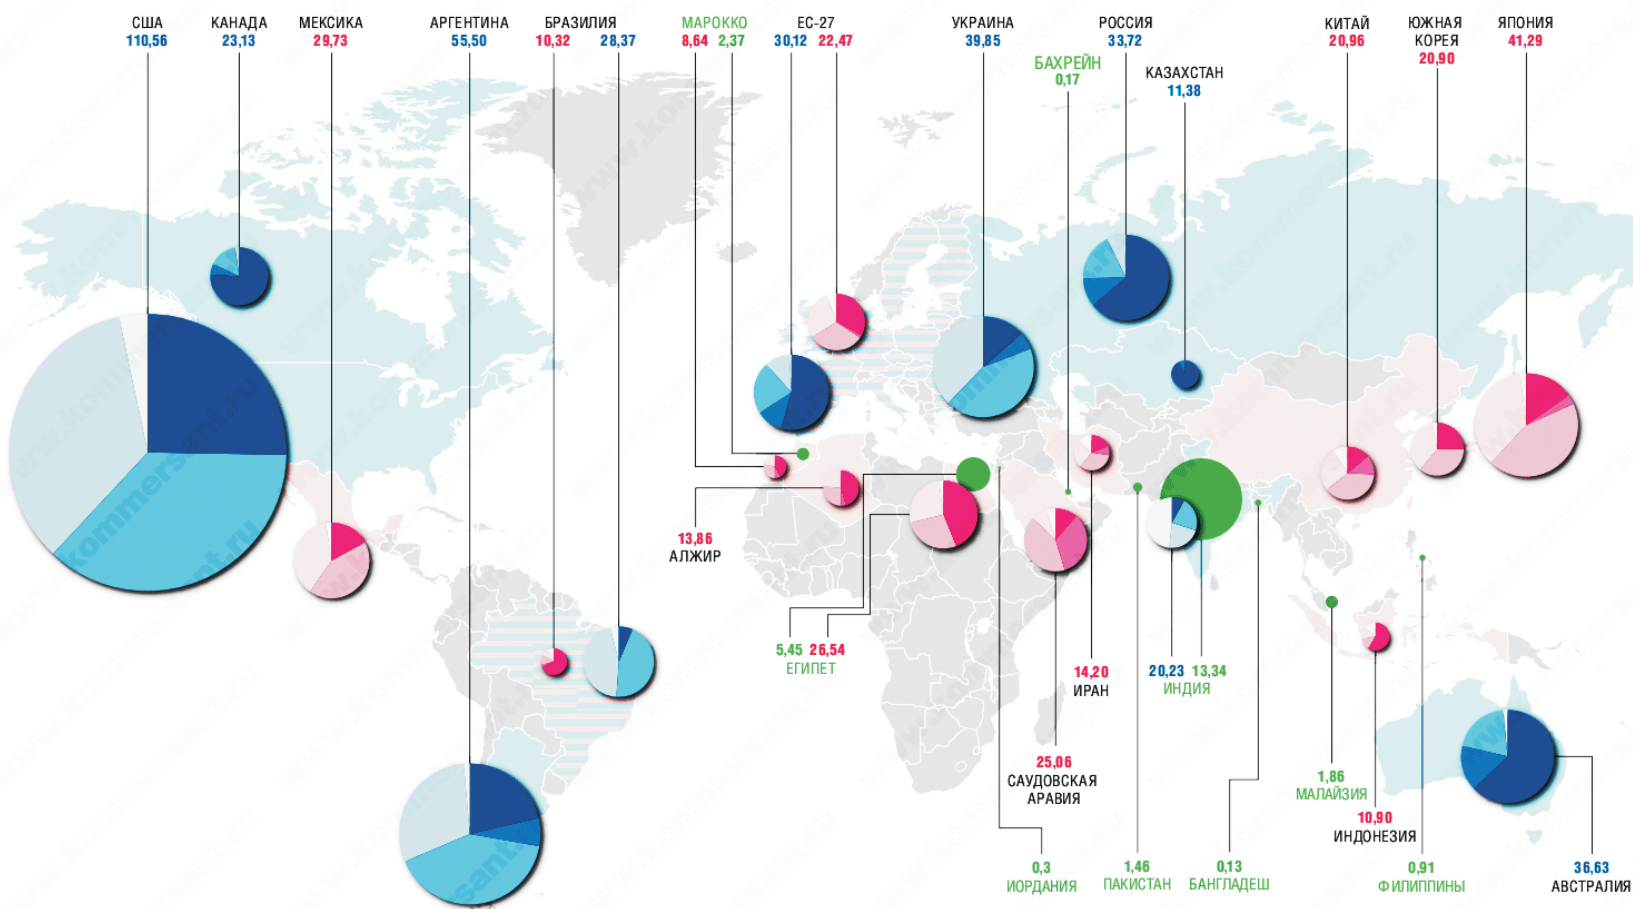 США
110,56
КАНАДА
23,13
МЕКСИКА
29,73
АРГЕНТИНА
55,50
БРАЗИЛИЯ
10,32 28,37
МАРОККО
8,64 2,37
ЕС-27
30,12 22,47
УКРАИНА
39,85
РОССИЯ
33,72
БАХРЕЙН
0,17
КАЗАХСТАН
11,38
КИТАЙ
20,96
ЮЖНАЯ
КОРЕЯ
20,90
ЯПОНИЯ
41,29
13,86
АЛЖИР
5,45 26,54
ЕГИПЕТ
14,20
ИРАН
20,23 13,34
ИНДИЯ
25,06
САУДОВСКАЯ
АРАВИЯ
1,86
МАЛАЙЗИЯ
10,90
ИНДОНЕЗИЯ
0,3
ИОРДАНИЯ
1,46
ПАКИСТАН
0,13
БАНГЛАДЕШ
0,91
ФИЛИППИНЫ
36,63
АВСТРАЛИЯ
www.kommersant.ru